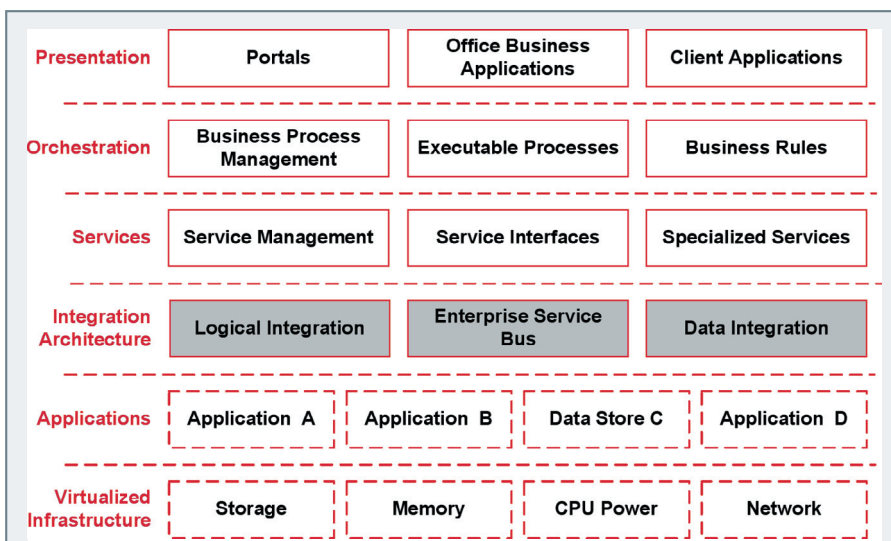 Presentation
Portals
Office Business
Applications
Client Applications
Orchestration
Business Process
Management
Executable Processes
Business Rules
Services
Service Management
Service Interfaces
Specialized Services
Integration
Architecture
Logical Integration
Enterprise Service
Bus
Data Integration
Applications
Application A
Application B
Data Store C
Application D
Virtualized
Infrastructure
Storage
Memory
CPU Power
Network